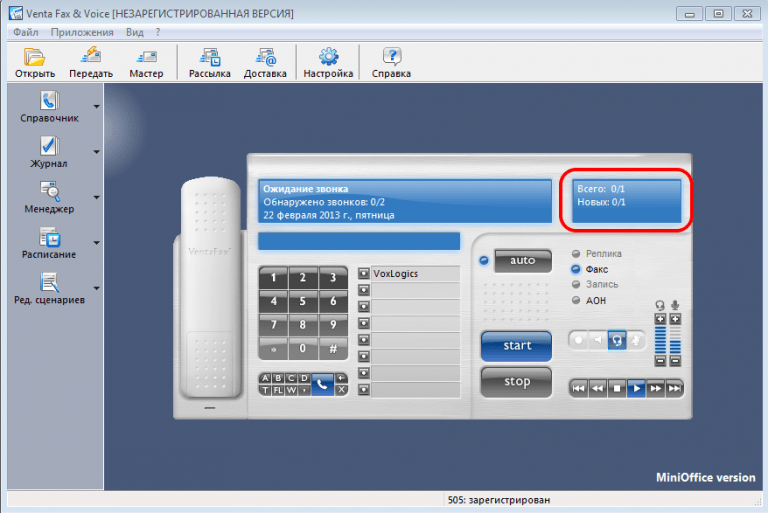 Venta Fax & Voice [НЕЗАРЕГИСТРИРОВАННАЯ ВЕРСИЯ]
Файл Приложения Вид ?
Открыть Передать Мастер Рассылка Доставка Настройка Справка
Справочник
Журнал
Менеджер
Расписание
Ред. сценариев
VentaFax
Ожидание звонка
Обнаружено звонков: 0/2
22 февраля 2013 г., пятница
Всего: 0/1
Новых: 0/1
1 2 3
4 5 6
7 8 9
* 0 #
A B C D
T FL W , X
VoxLogics
auto
Реплика
Факс
Запись
АОН
start
stop
MiniOffice version
505: зарегистрирован